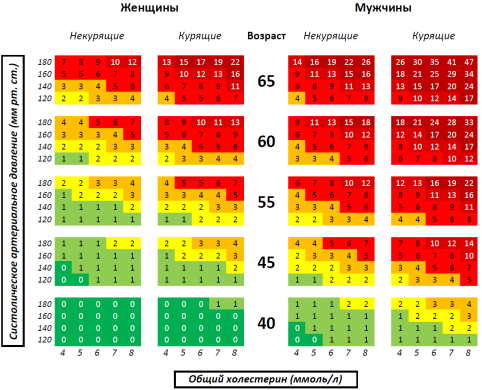 Женщины Мужчины
Некурящие Курящие Возраст Некурящие Курящие
Систолическое артериальное давление (мм рт. ст.)
180 7 8 9 10 12 13 15 17 19 22 14 16 19 22 26 26 30 35 41 47
160 5 5 6 7 8 9 10 12 13 16 9 11 13 15 16 18 21 25 29 34
140 3 3 4 5 6 6 7 8 9 11 6 8 9 11 13 13 15 17 20 24
120 2 2 3 3 4 4 5 5 6 7 4 5 6 7 9 9 10 12 14 17
65
180 4 4 5 6 7 8 9 10 11 13 9 11 13 15 18 18 21 24 28 33
160 3 3 3 4 5 5 6 7 8 9 6 7 9 10 12 12 14 17 20 24
140 2 2 2 3 3 3 4 5 5 6 4 5 6 7 9 8 10 12 14 17
120 1 1 2 2 2 2 3 3 4 4 3 3 4 5 6 6 7 8 10 12
60
180 2 2 3 3 4 4 5 5 6 7 6 7 8 10 12 12 13 16 19 22
160 1 2 2 2 3 3 3 4 4 5 4 5 6 7 8 8 9 11 13 16
140 1 1 1 1 2 2 2 2 3 3 3 3 4 5 6 5 6 8 9 11
120 1 1 1 1 1 1 1 2 2 2 2 2 3 3 4 4 4 5 6 8
55
180 1 1 1 2 2 2 2 3 3 4 4 4 5 6 7 7 8 10 12 14
160 1 1 1 1 1 1 2 2 2 3 2 3 3 4 5 5 6 7 8 10
140 0 1 1 1 1 1 1 1 1 2 2 2 2 3 3 3 4 5 6 7
120 0 0 1 1 1 1 1 1 1 1 1 1 2 2 2 2 3 3 4 5
45
180 0 0 0 0 0 0 0 0 1 1 1 1 1 2 2 2 2 3 3 4
160 0 0 0 0 0 0 0 0 0 0 1 1 1 1 1 1 2 2 2 3
140 0 0 0 0 0 0 0 0 0 0 0 1 1 1 1 1 1 1 2 2
120 0 0 0 0 0 0 0 0 0 0 0 0 1 1 1 1 1 1 1 1
40
4 5 6 7 8 4 5 6 7 8 4 5 6 7 8 4 5 6 7 8
Общий холестерин (ммоль/л)